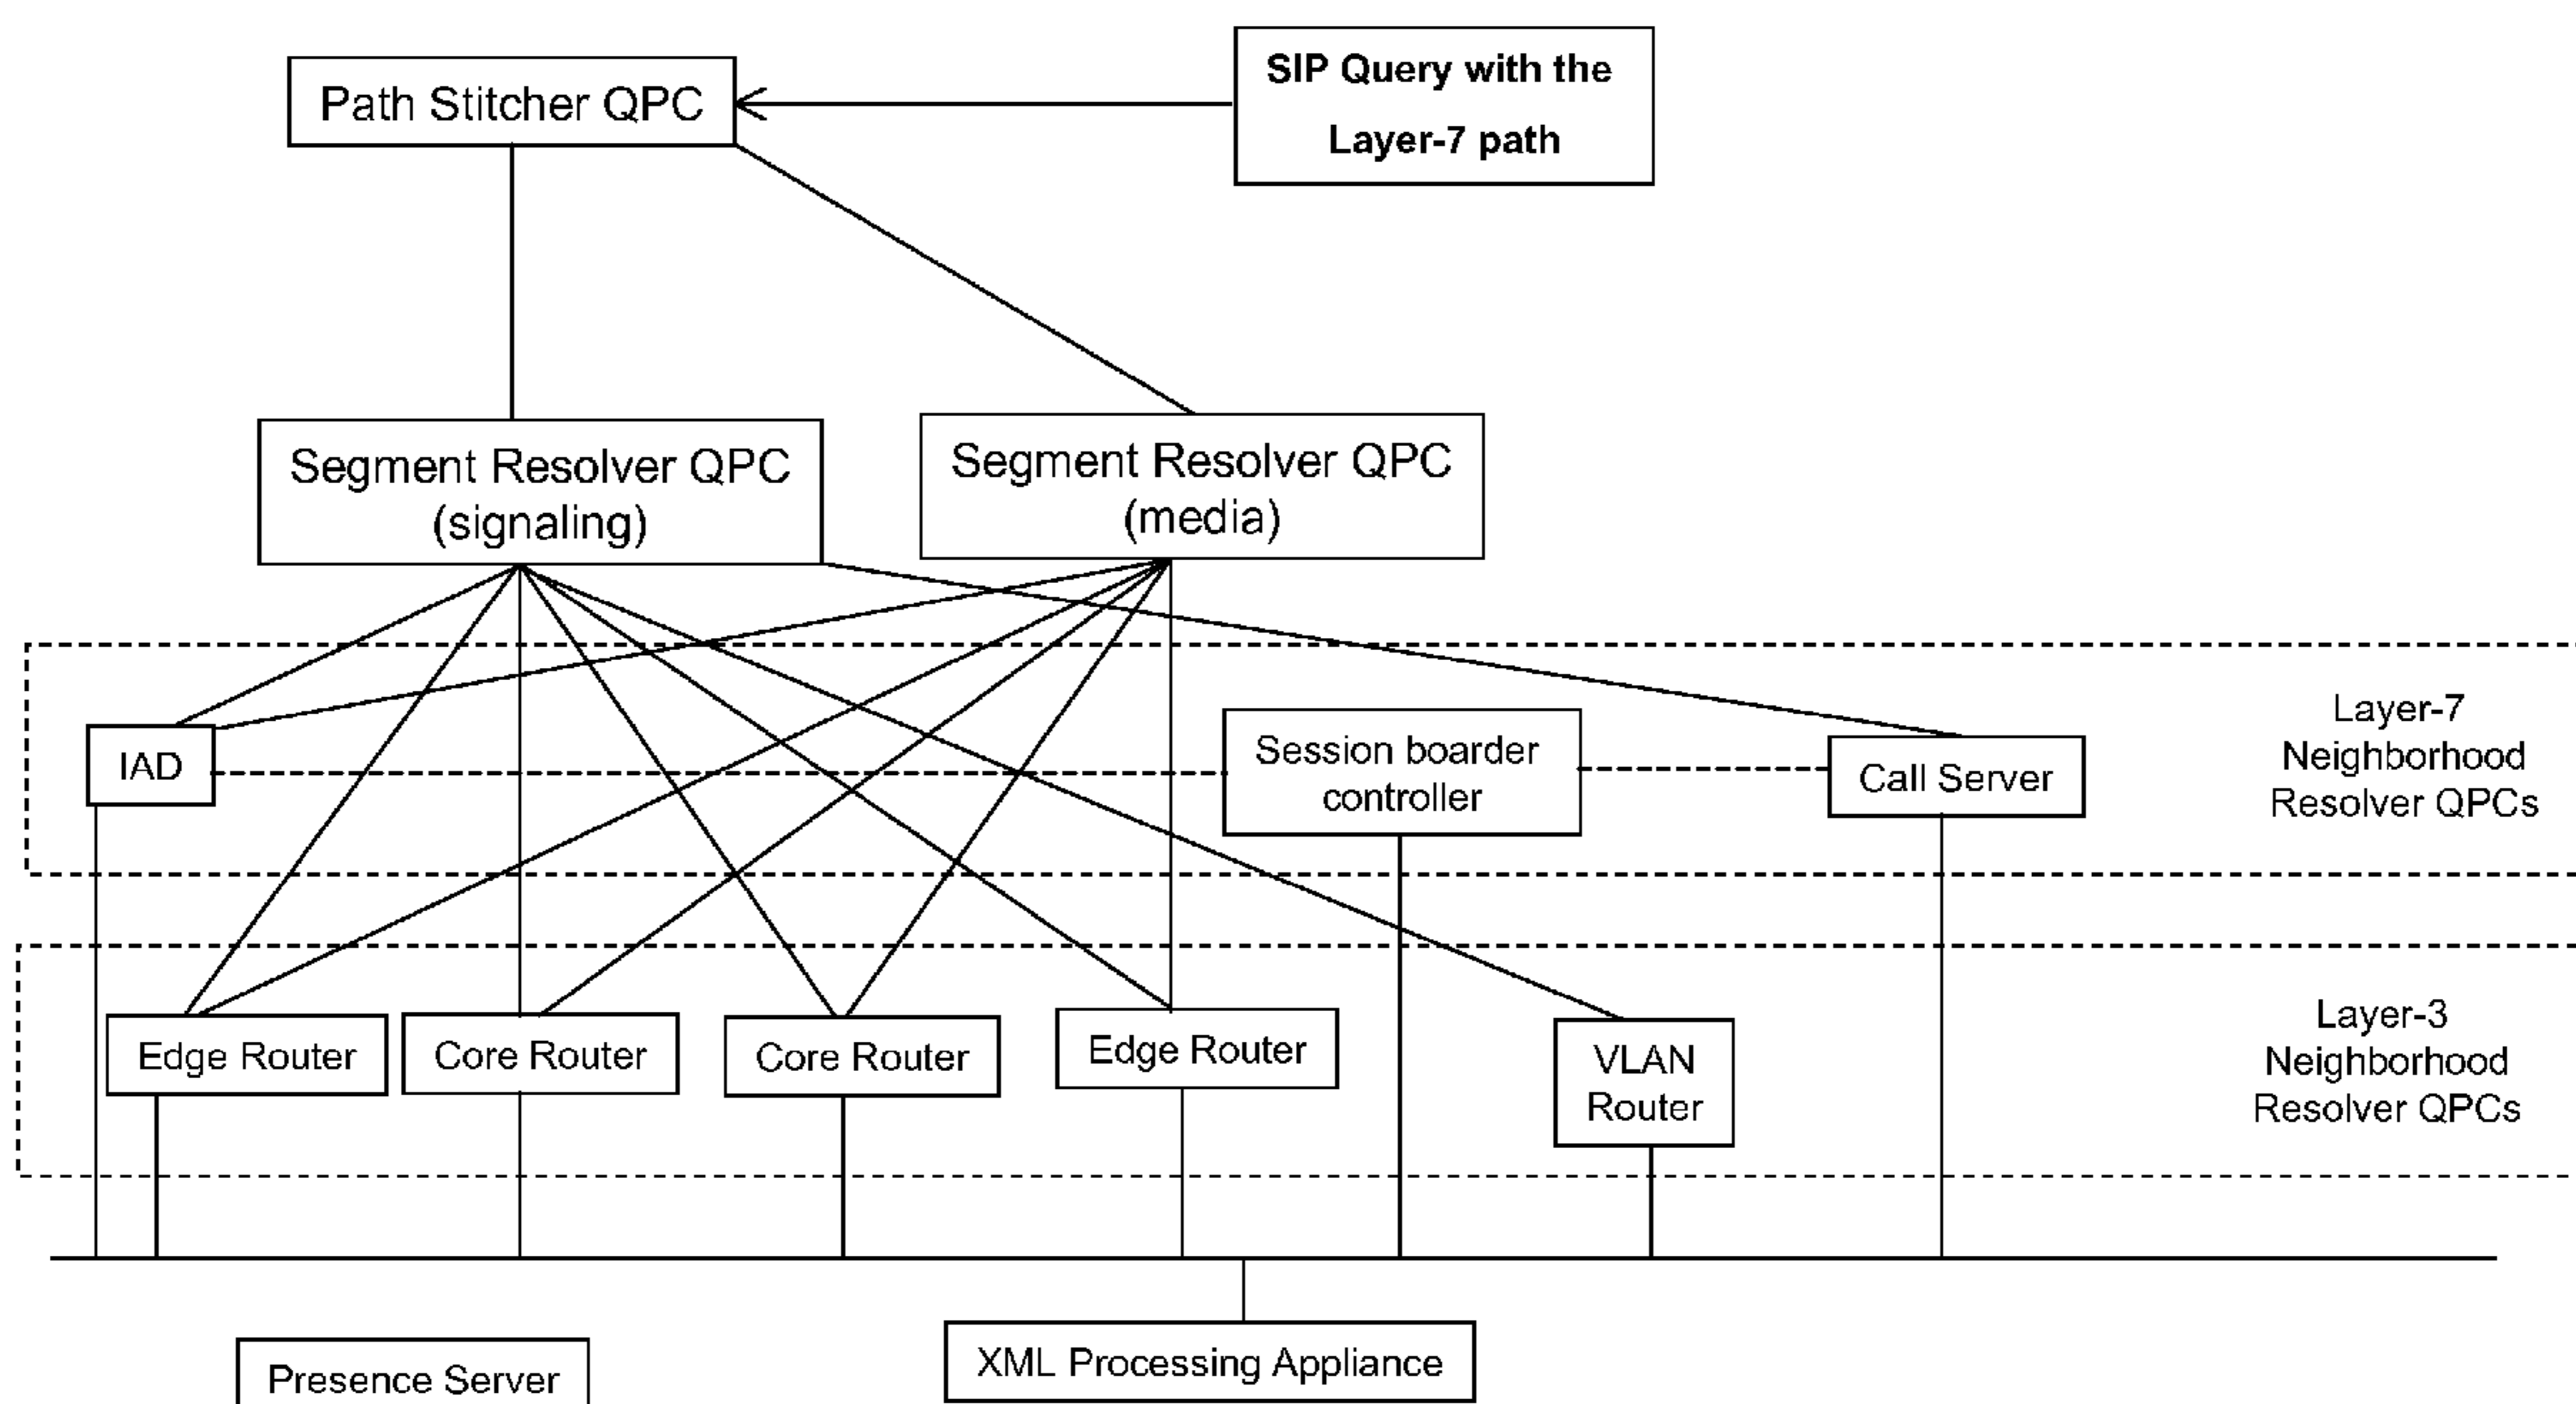 SIP Query with the
Layer-7 path
Path Stitcher QPC
Segment Resolver QPC
(signaling)
Segment Resolver QPC
(media)
Layer-7
Neighborhood
Resolver QPCs
IAD
Session boarder
controller
Call Server
Layer-3
Neighborhood
Resolver QPCs
Edge Router
Core Router
Core Router
Edge Router
VLAN
Router
XML Processing Appliance
Presence Server